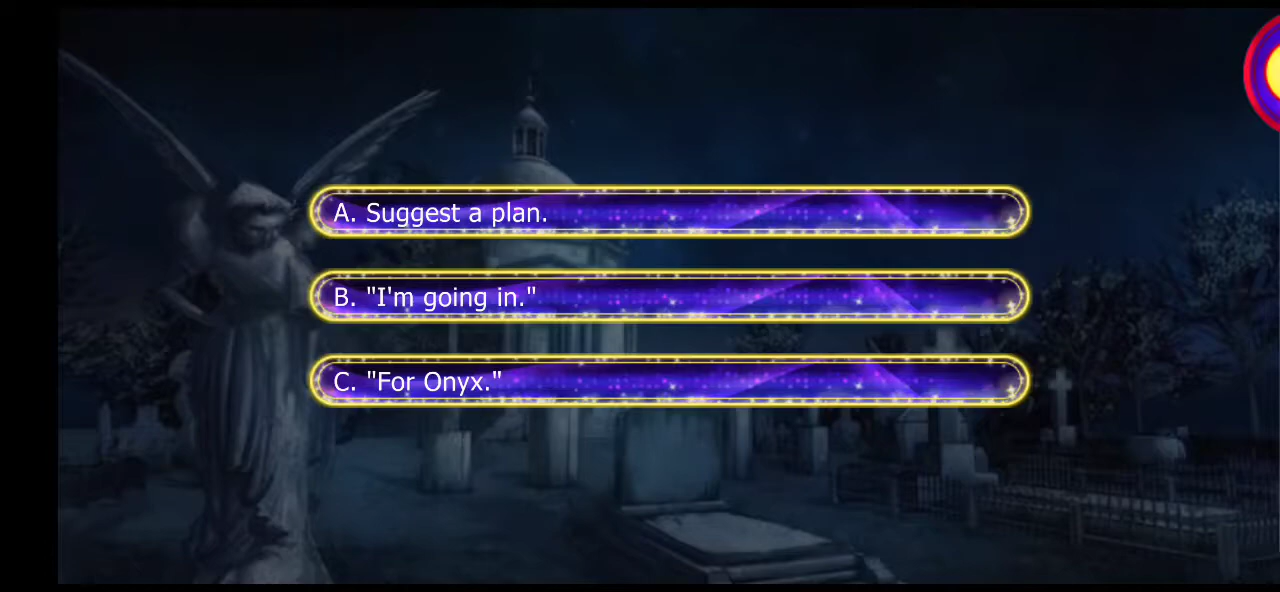 A. Suggest a plan.
B. "I'm going in."
C. "For Onyx."